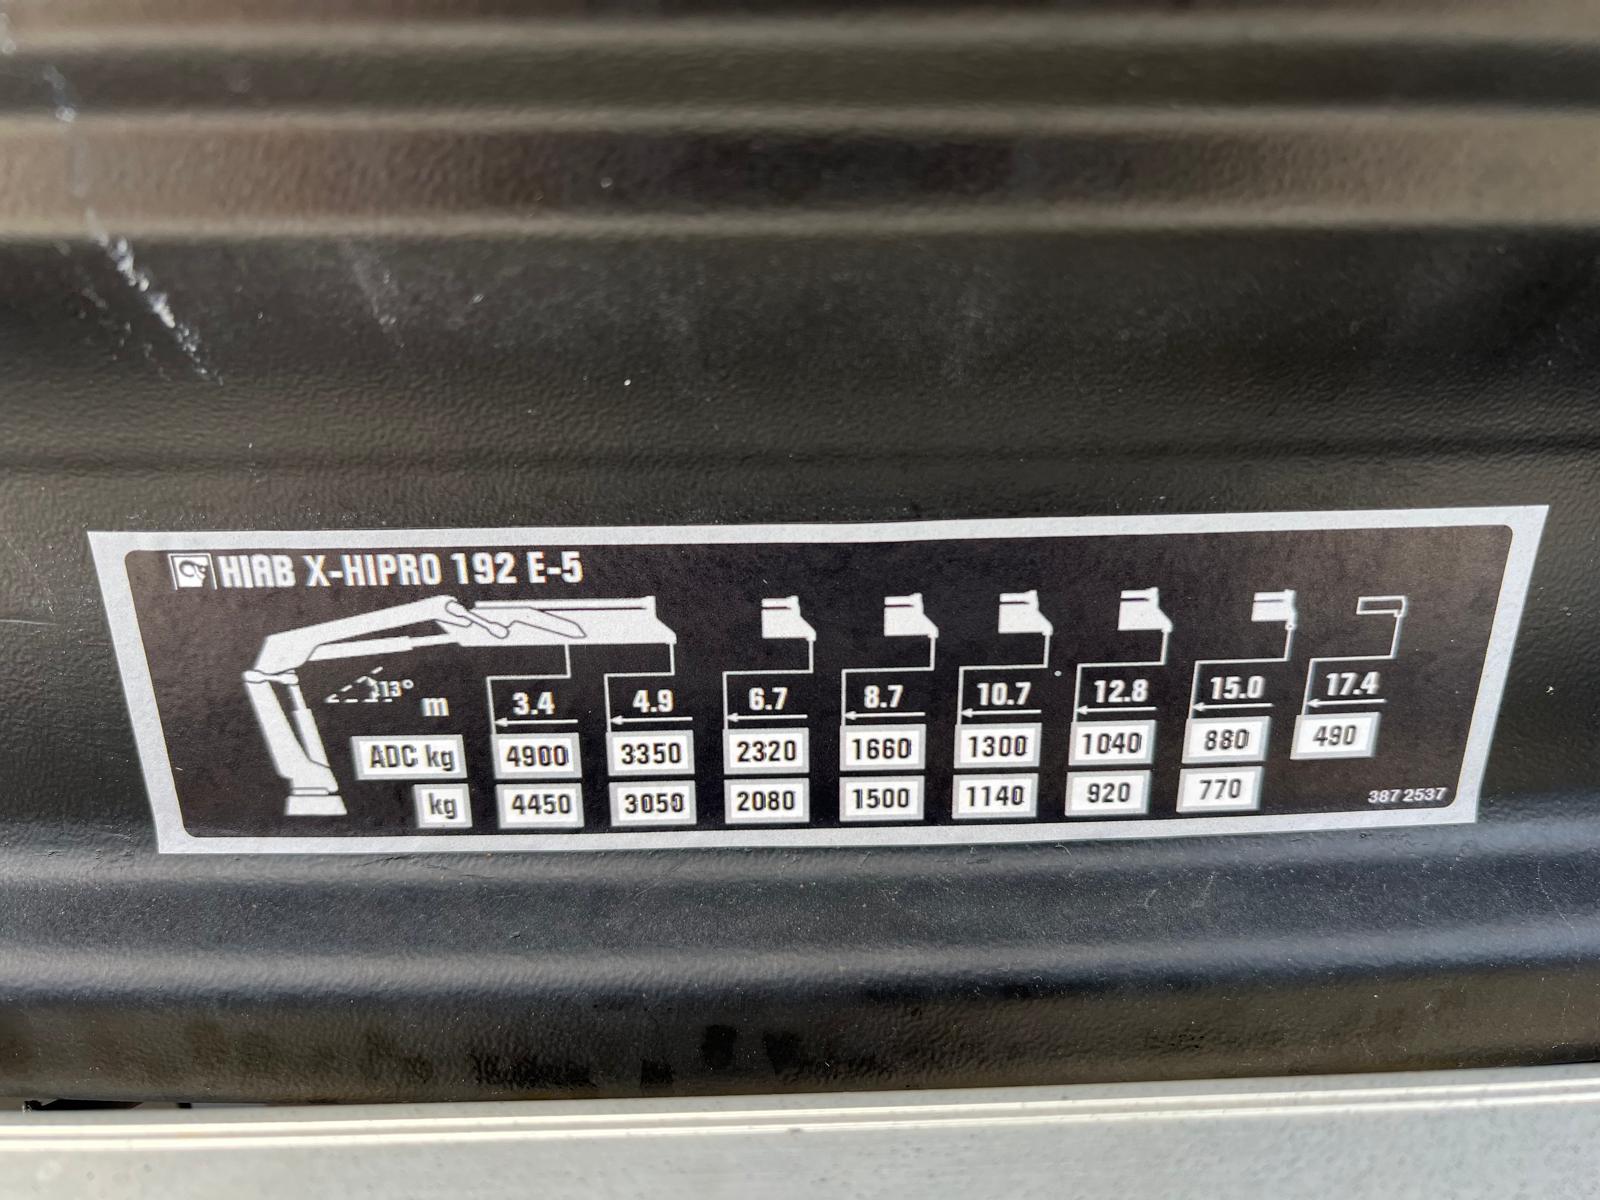 HIAB X-HIPRO 192 E-5
13°
m 3.4 4.9 6.7 8.7 10.7 12.8 15.0 17.4
ADC kg 4900 3350 2320 1660 1300 1040 880 490
kg 4450 3050 2080 1500 1140 920 770
387 2537